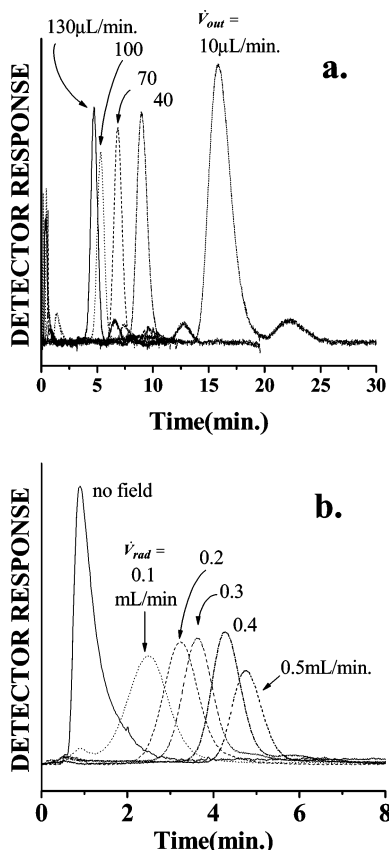 V̇out =
130μL/min.
10μL/min.
a.
100
70
40
DETECTOR RESPONSE
0 5 10 15 20 25 30
Time(min.)
b.
no field
V̇rad =
0.1
mL/min
0.2
0.3
0.4
0.5mL/min.
DETECTOR RESPONSE
0 2 4 6 8
Time(min.)